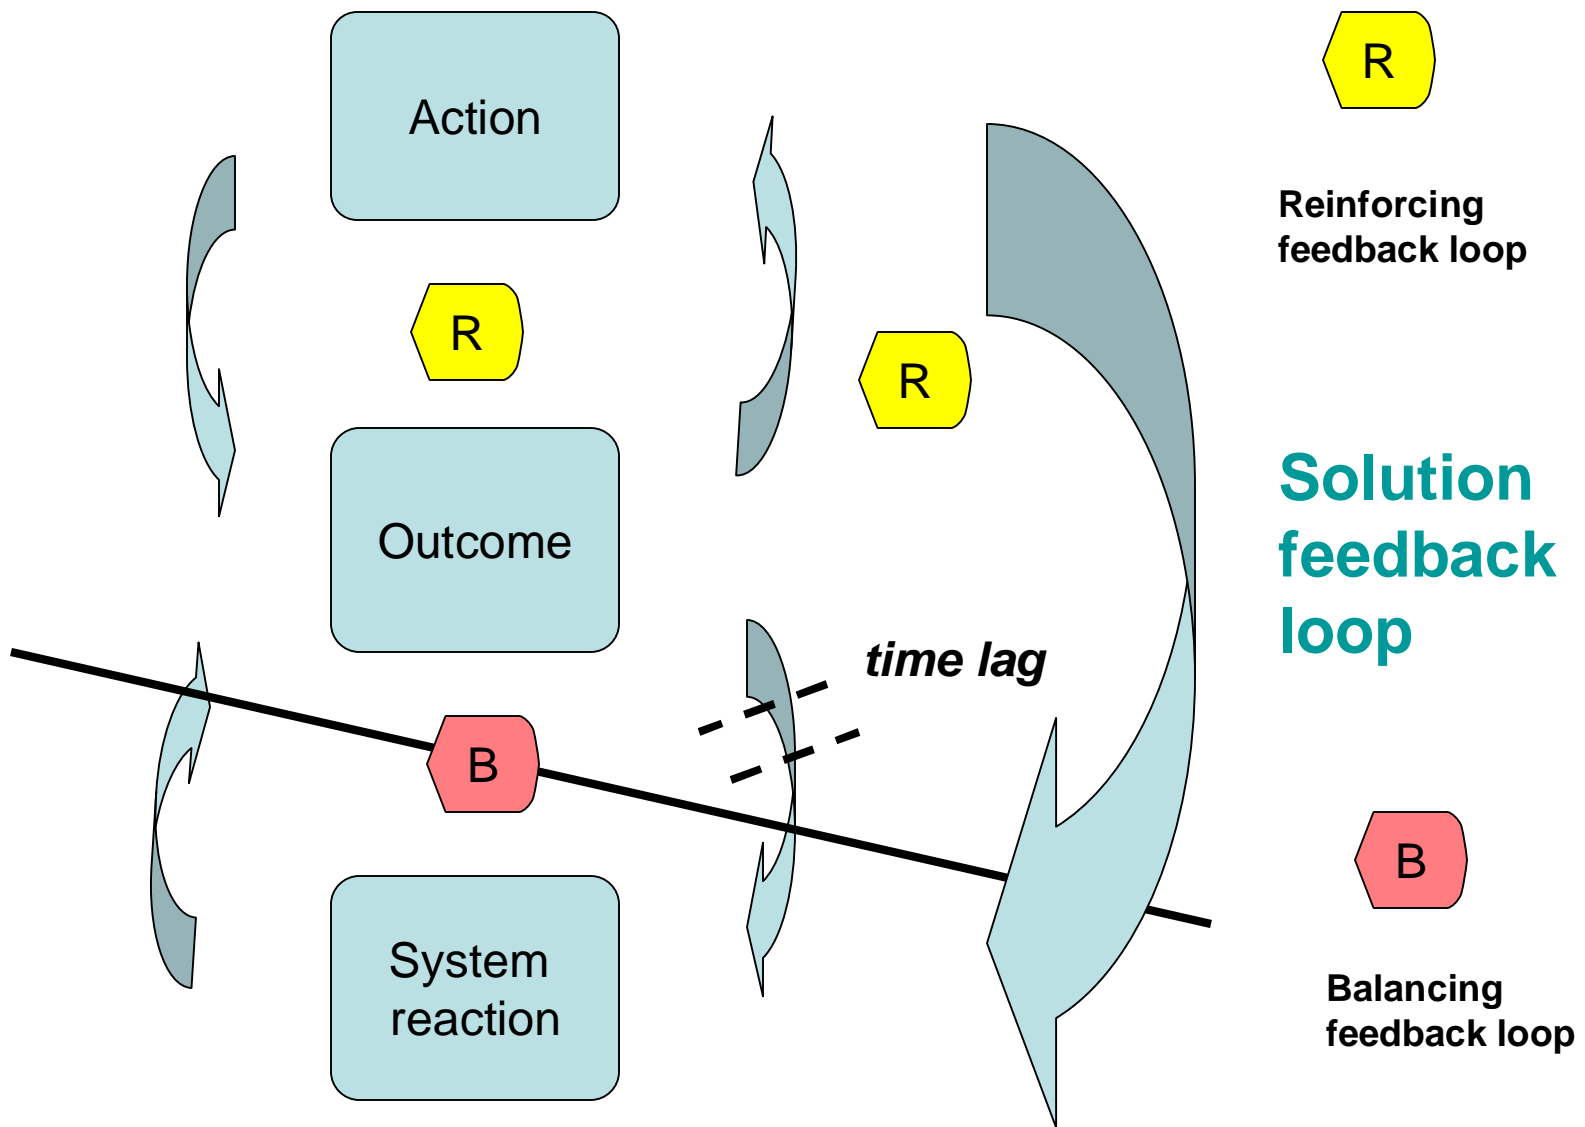 Action
R
Outcome
B
System
reaction
R
time lag
R
Reinforcing
feedback loop
Solution
feedback
loop
B
Balancing
feedback loop